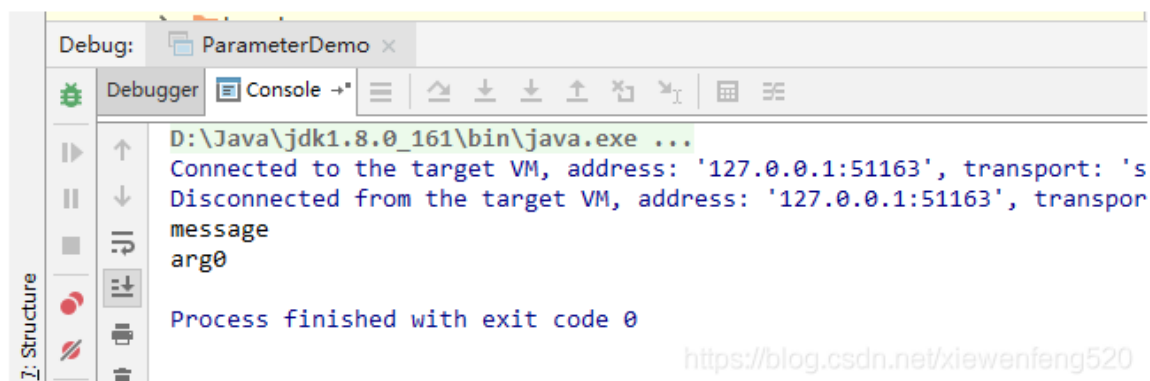 Debug: ParameterDemo
Debugger Console
D:\Java\jdk1.8.0_161\bin\java.exe ...
Connected to the target VM, address: '127.0.0.1:51163', transport: 's
Disconnected from the target VM, address: '127.0.0.1:51163', transpor
message
arg0
Process finished with exit code 0
7: Structure
https://blog.csdn.net/xiewenfeng520